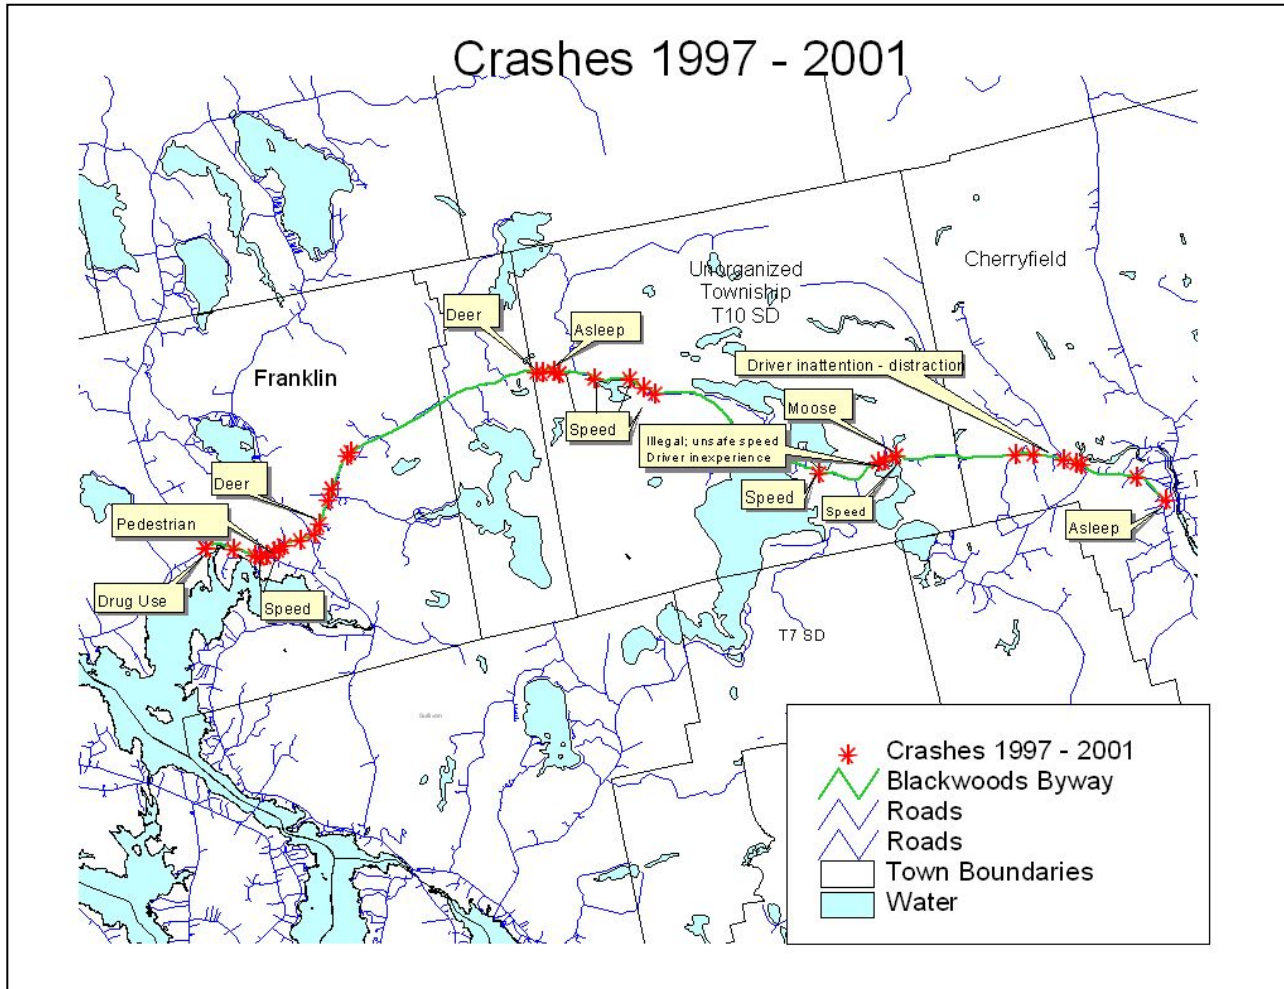 Crashes 1997 - 2001
Cherryfield
Unorganized
Towniship
T10 SD
Deer
Asleep
Driver inattention - distraction
Franklin
Moose
Speed
Illegal; unsafe speed
Driver inexperience
Deer
Speed
Speed
Pedestrian
Asleep
Drug Use
Speed
T7 SD
Sullivan
Crashes 1997 - 2001
Blackwoods Byway
Roads
Roads
Town Boundaries
Water